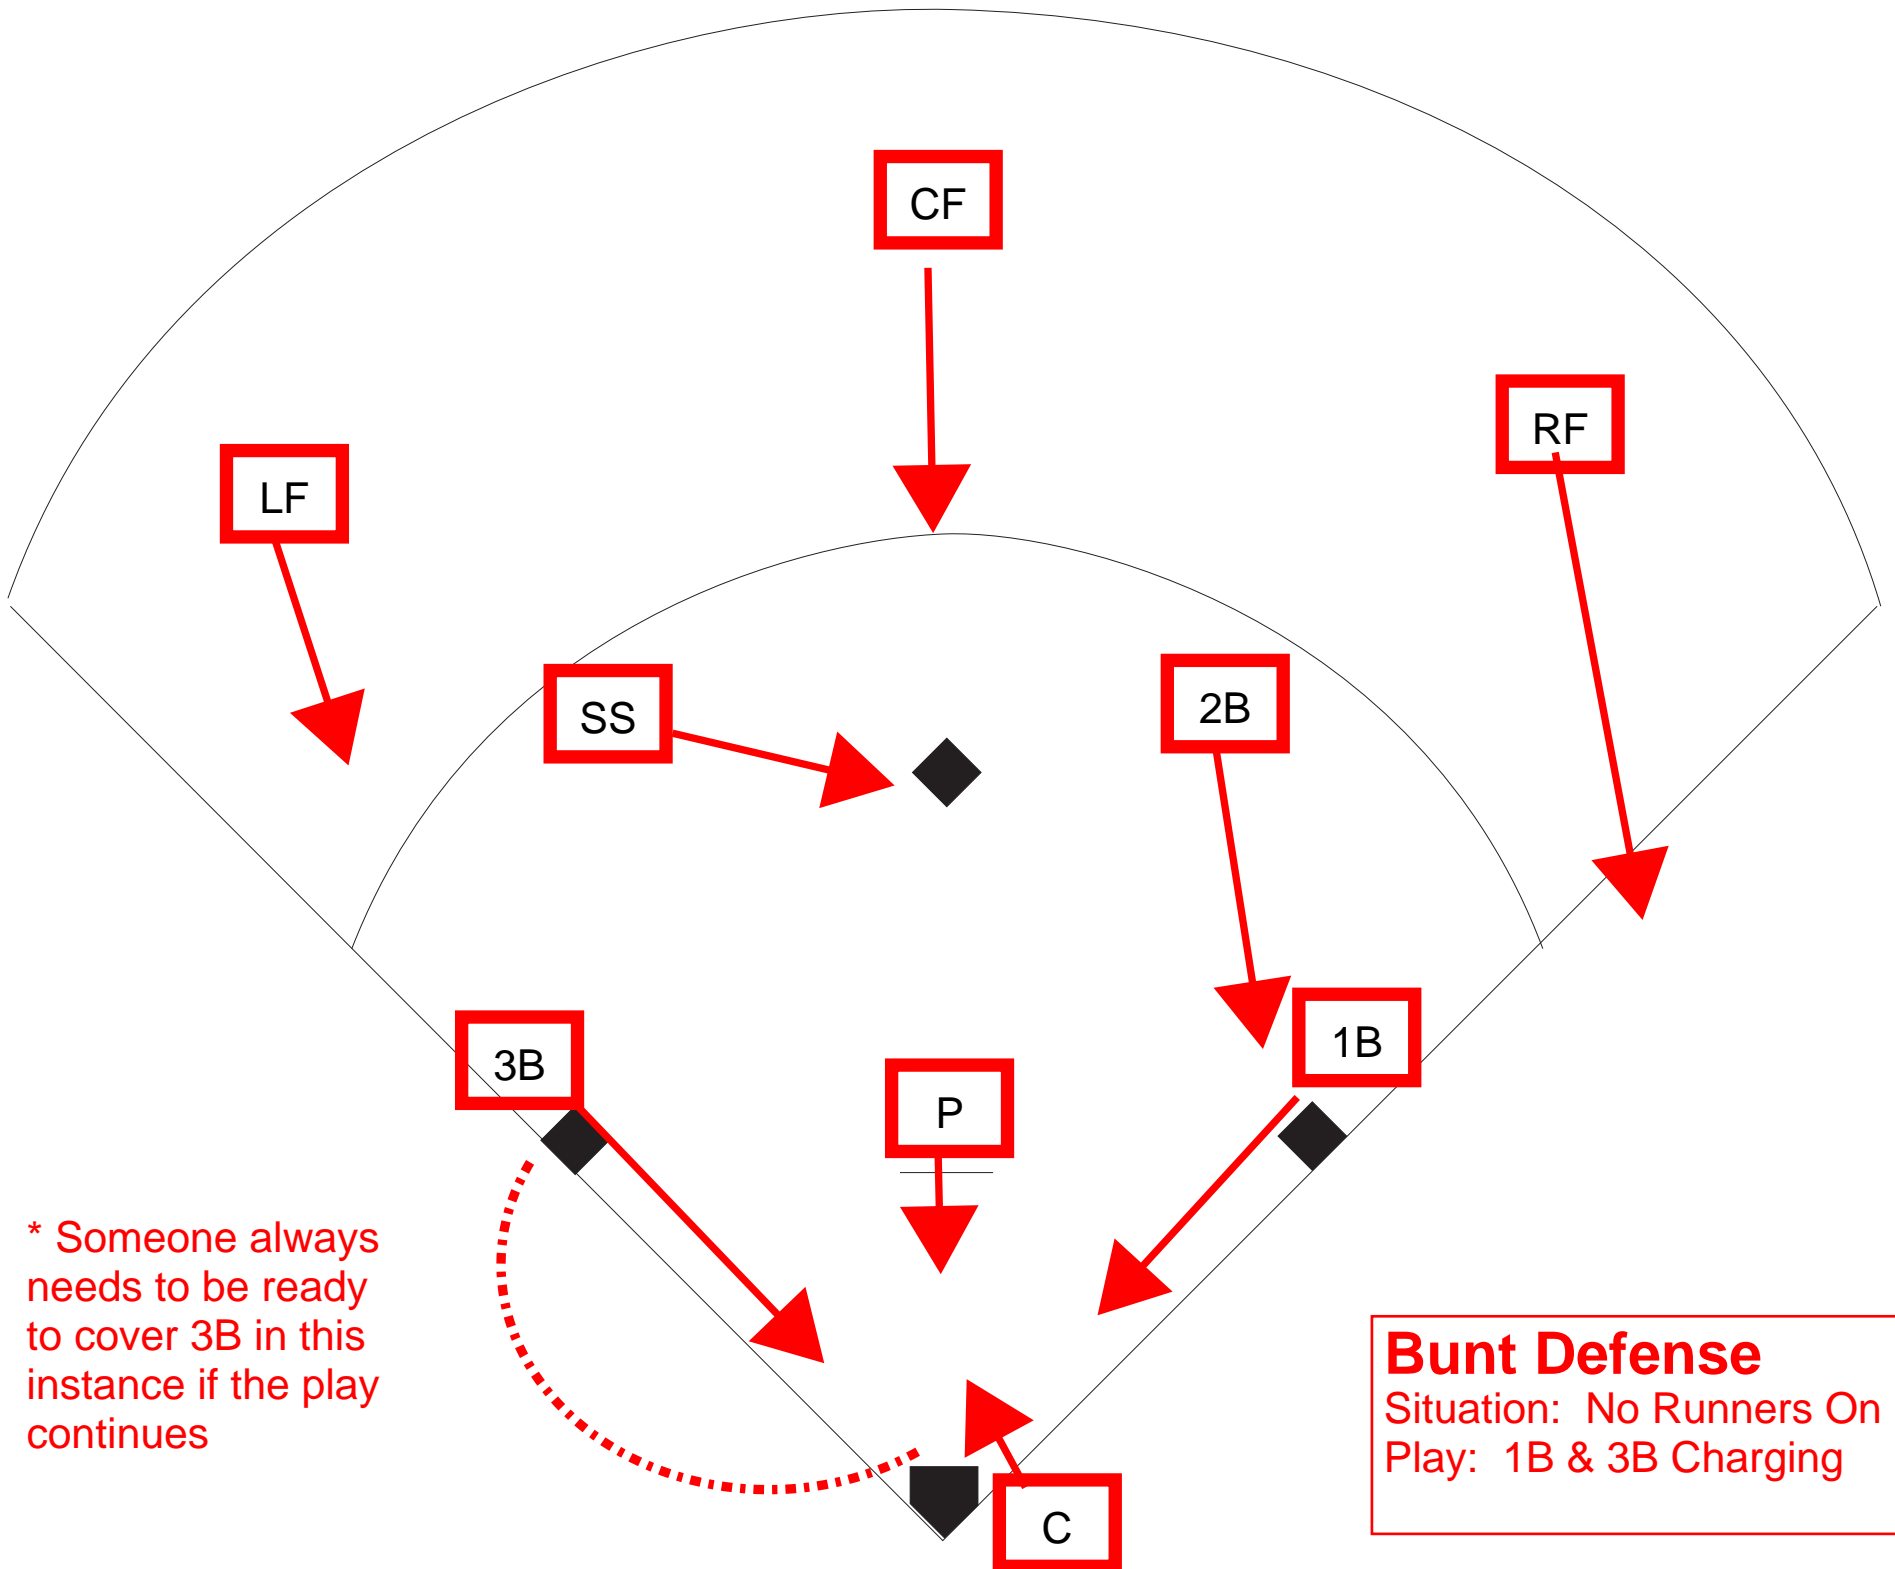 CF
RF
LF
SS
2B
3B
1B
P
* Someone always
needs to be ready
to cover 3B in this
instance if the play
continues
Bunt Defense
Situation:  No Runners On
Play:  1B & 3B Charging
C